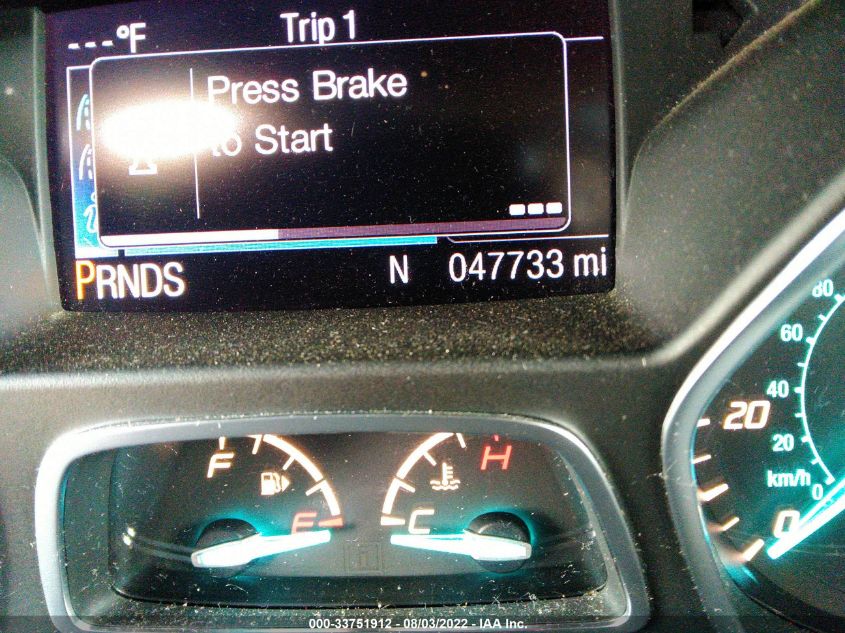 ---°F Trip 1
Press Brake
to Start
PRNDS N 047733 mi
F H
E C
80
60
40
20
20
km/h
0
0
000-33751912 - 08/03/2022 - IAA Inc.